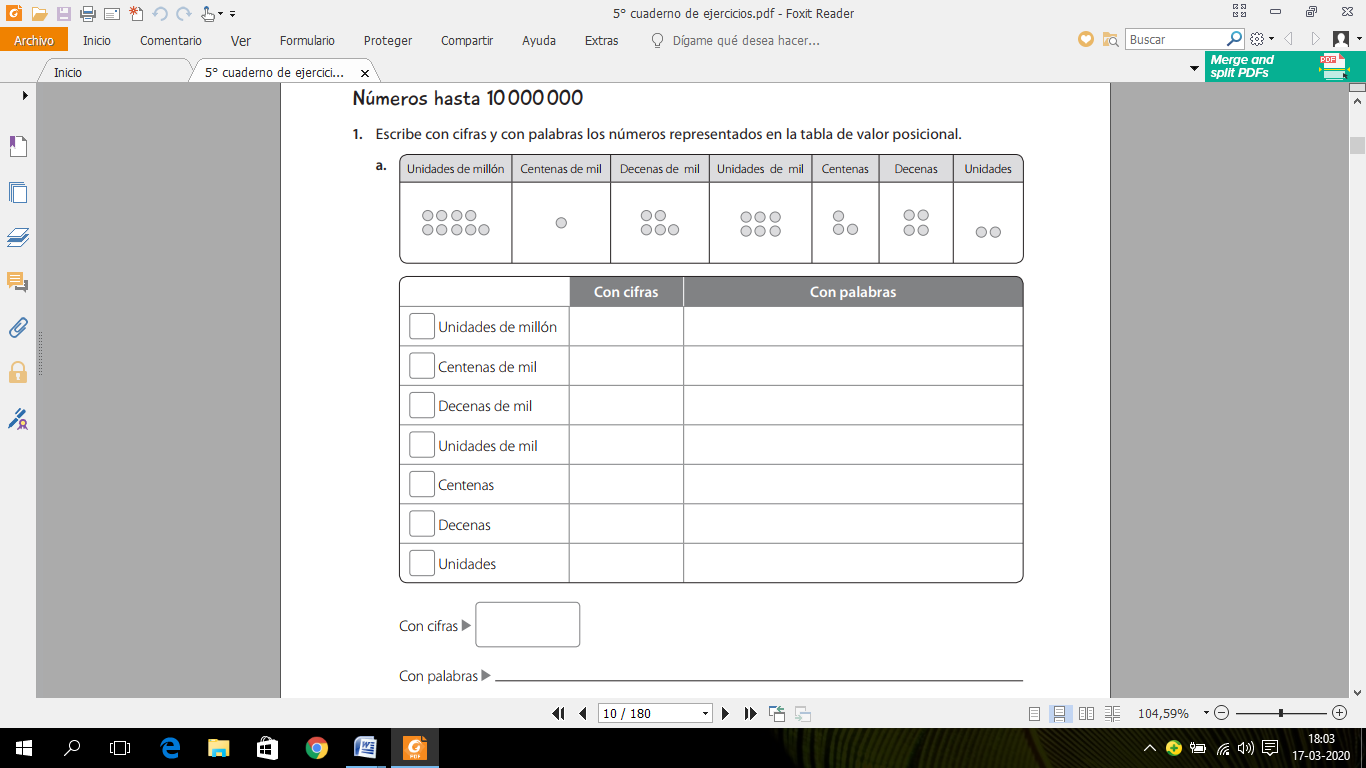 5° cuaderno de ejercicios.pdf - Foxit Reader
Archivo Inicio Comentario Ver Formulario Proteger Compartir Ayuda Extras Dígame qué desea hacer... Buscar
Inicio 5° cuaderno de ejercici... Merge and split PDFs
PDF
Números hasta 10 000 000
1. Escribe con cifras y con palabras los números representados en la tabla de valor posicional.
a. Unidades de millón Centenas de mil Decenas de mil Unidades de mil Centenas Decenas Unidades
Con cifras Con palabras
Unidades de millón
Centenas de mil
Decenas de mil
Unidades de mil
Centenas
Decenas
Unidades
Con cifras
Con palabras
10 / 180 104,59%
18:03
17-03-2020